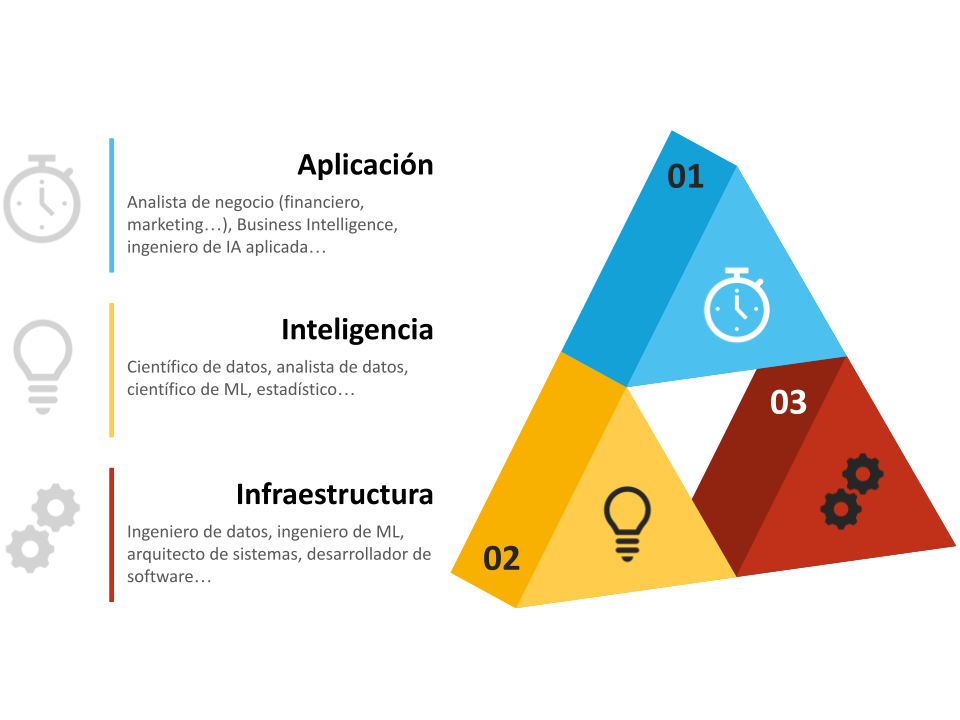 Aplicación
Analista de negocio (financiero,
marketing…), Business Intelligence,
ingeniero de IA aplicada…
Inteligencia
Científico de datos, analista de datos,
científico de ML, estadístico…
Infraestructura
Ingeniero de datos, ingeniero de ML,
arquitecto de sistemas, desarrollador de
software…
01
02
03